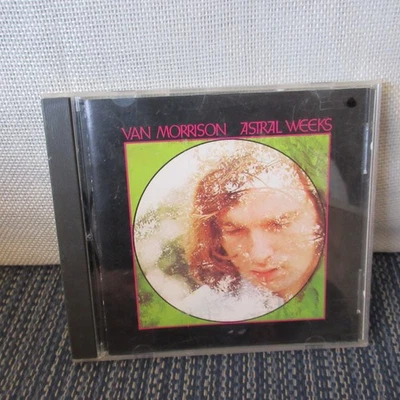 VAN MORRISON ASTRAL WEEKS